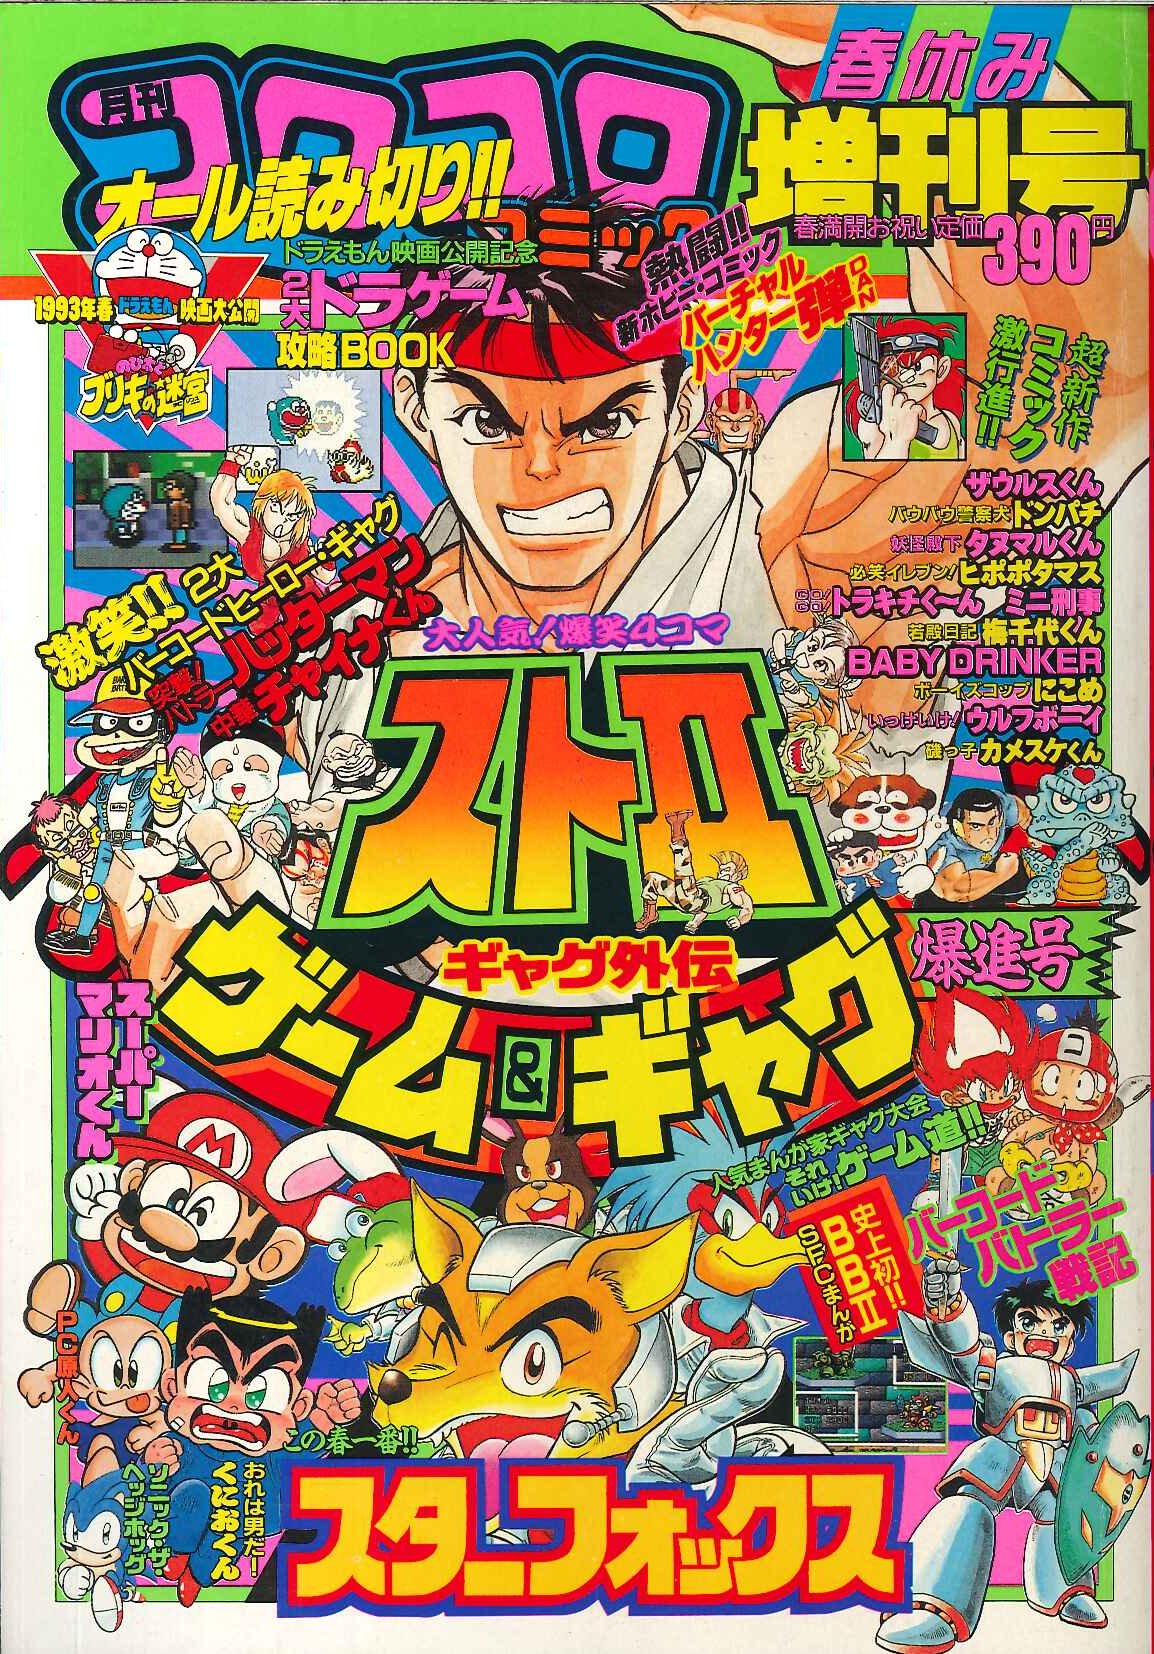 月刊
コロコロ
コミック
春休み
増刊号
オール読み切り!!
春満開お祝い定価390円
ドラえもん映画公開記念
2大ドラゲーム
攻略BOOK
1993年春ドラえもん映画大公開
のび太と
ブリキの迷宮
熱闘!!
新ホビー・コミック
バーチャル
ハンター弾DAN
超新作
コミック
激行進!!
ザウルスくん
バウバウ警察犬ドンパチ
妖怪殿下タヌマルくん
必笑イレブン!ヒポポタマス
GO!GO!トラキチく〜ん ミニ刑事
若殿日記梅千代くん
BABY DRINKER
ボーイズコップにこめ
いっけいけ!ウルフボーイ
磯っ子カメスケくん
激笑!!2大
バーコードヒーロー・ギャグ
突撃!バトラーハッターマン
中華チャイナくん
大人気!爆笑4コマ
ストII
ギャグ外伝
ゲーム&ギャグ
爆進号
スーパー
マリオくん
M
人気まんが家ギャグ大会
それいけ!ゲーム道!!
史上初!!
BBII
SFCまんが
バーコード
バトラー
戦記
PC原人くん
この春一番!!
おれは男だ!
くにおくん
ソニック・ザ・
ヘッジホッグ
スターフォックス